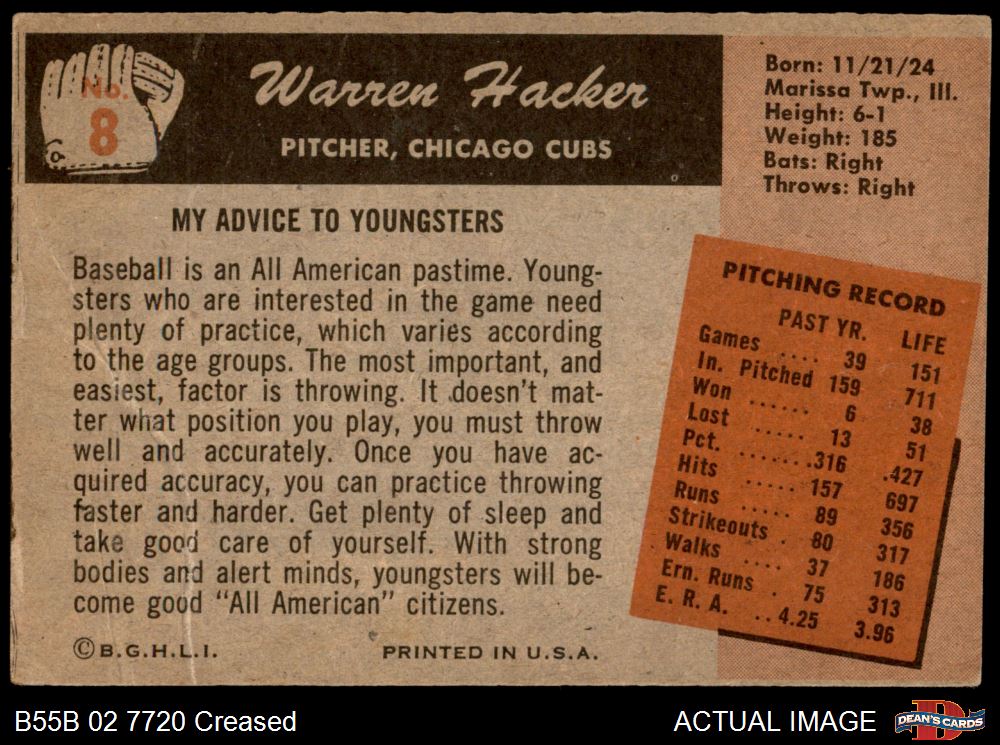 No.
8
Warren Hacker
PITCHER, CHICAGO CUBS
Born: 11/21/24
Marissa Twp., Ill.
Height: 6-1
Weight: 185
Bats: Right
Throws: Right
MY ADVICE TO YOUNGSTERS
Baseball is an All American pastime. Young-
sters who are interested in the game need
plenty of practice, which varies according
to the age groups. The most important, and
easiest, factor is throwing. It doesn't mat-
ter what position you play, you must throw
well and accurately. Once you have ac-
quired accuracy, you can practice throwing
faster and harder. Get plenty of sleep and
take good care of yourself. With strong
bodies and alert minds, youngsters will be-
come good "All American" citizens.
©B.G.H.L.I. PRINTED IN U.S.A.
PITCHING RECORD
PAST YR. LIFE
Games .... 39 151
In. Pitched 159 711
Won ...... 6 38
Lost ..... 13 51
Pct. ......316 .427
Hits ..... 157 697
Runs ..... 89 356
Strikeouts . 80 317
Walks .... 37 186
Ern. Runs . 75 313
E. R. A. ..4.25 3.96
B55B 02 7720 Creased
ACTUAL IMAGE
DEAN'S CARDS